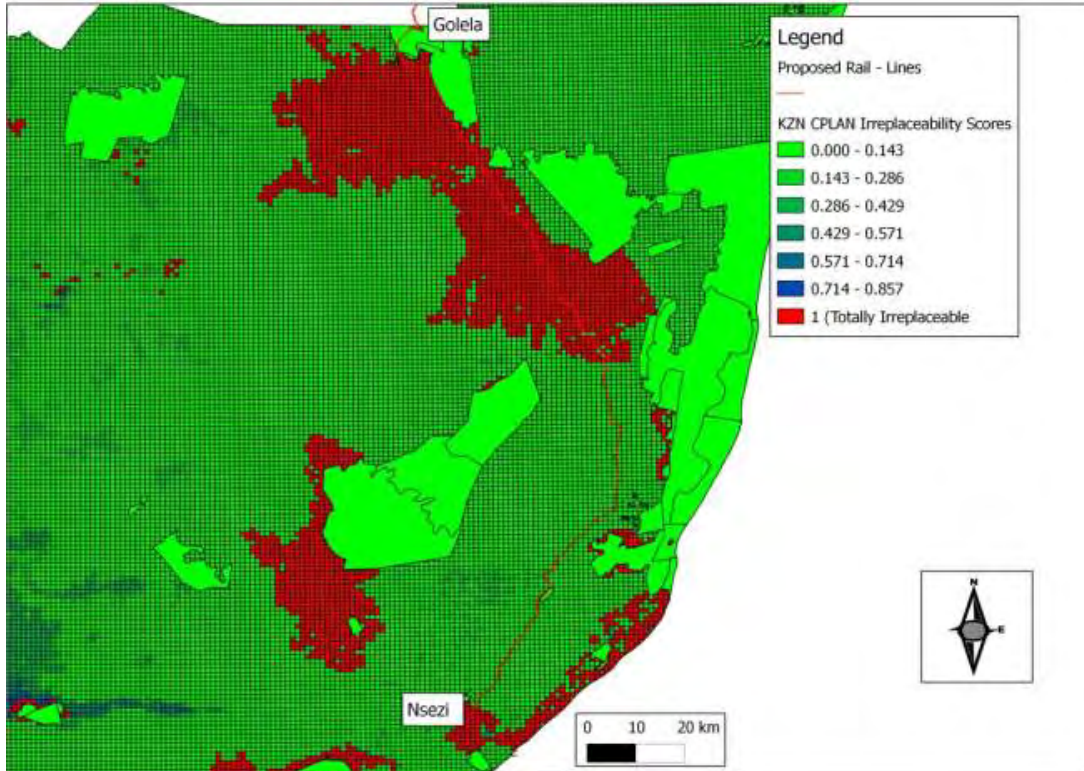 Golela
Legend
Proposed Rail - Lines
KZN CPLAN Irreplaceability Scores
0.000 - 0.143
0.143 - 0.286
0.286 - 0.429
0.429 - 0.571
0.571 - 0.714
0.714 - 0.857
1 (Totally Irreplaceable
N
E
Nsezi
0 10 20 km